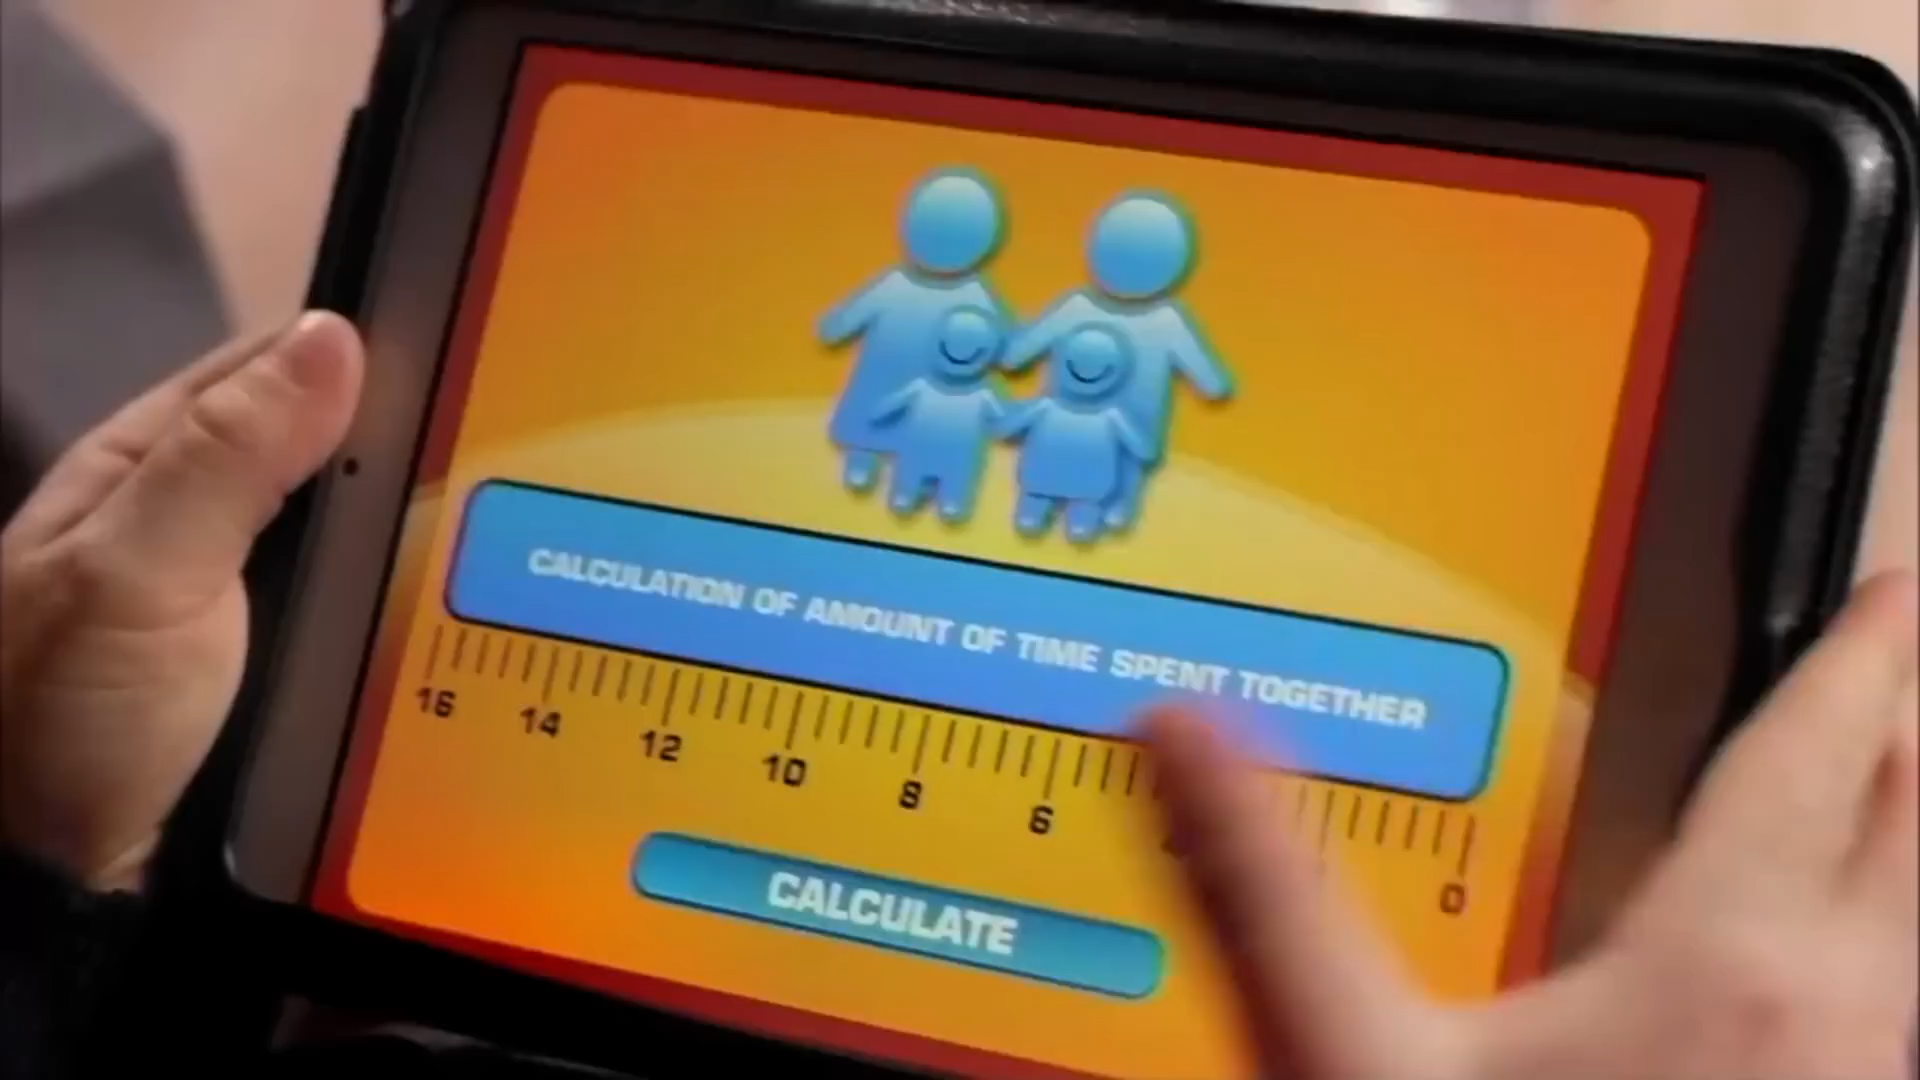 CALCULATION OF AMOUNT OF TIME SPENT TOGETHER
16 14 12 10 8 6 0
CALCULATE